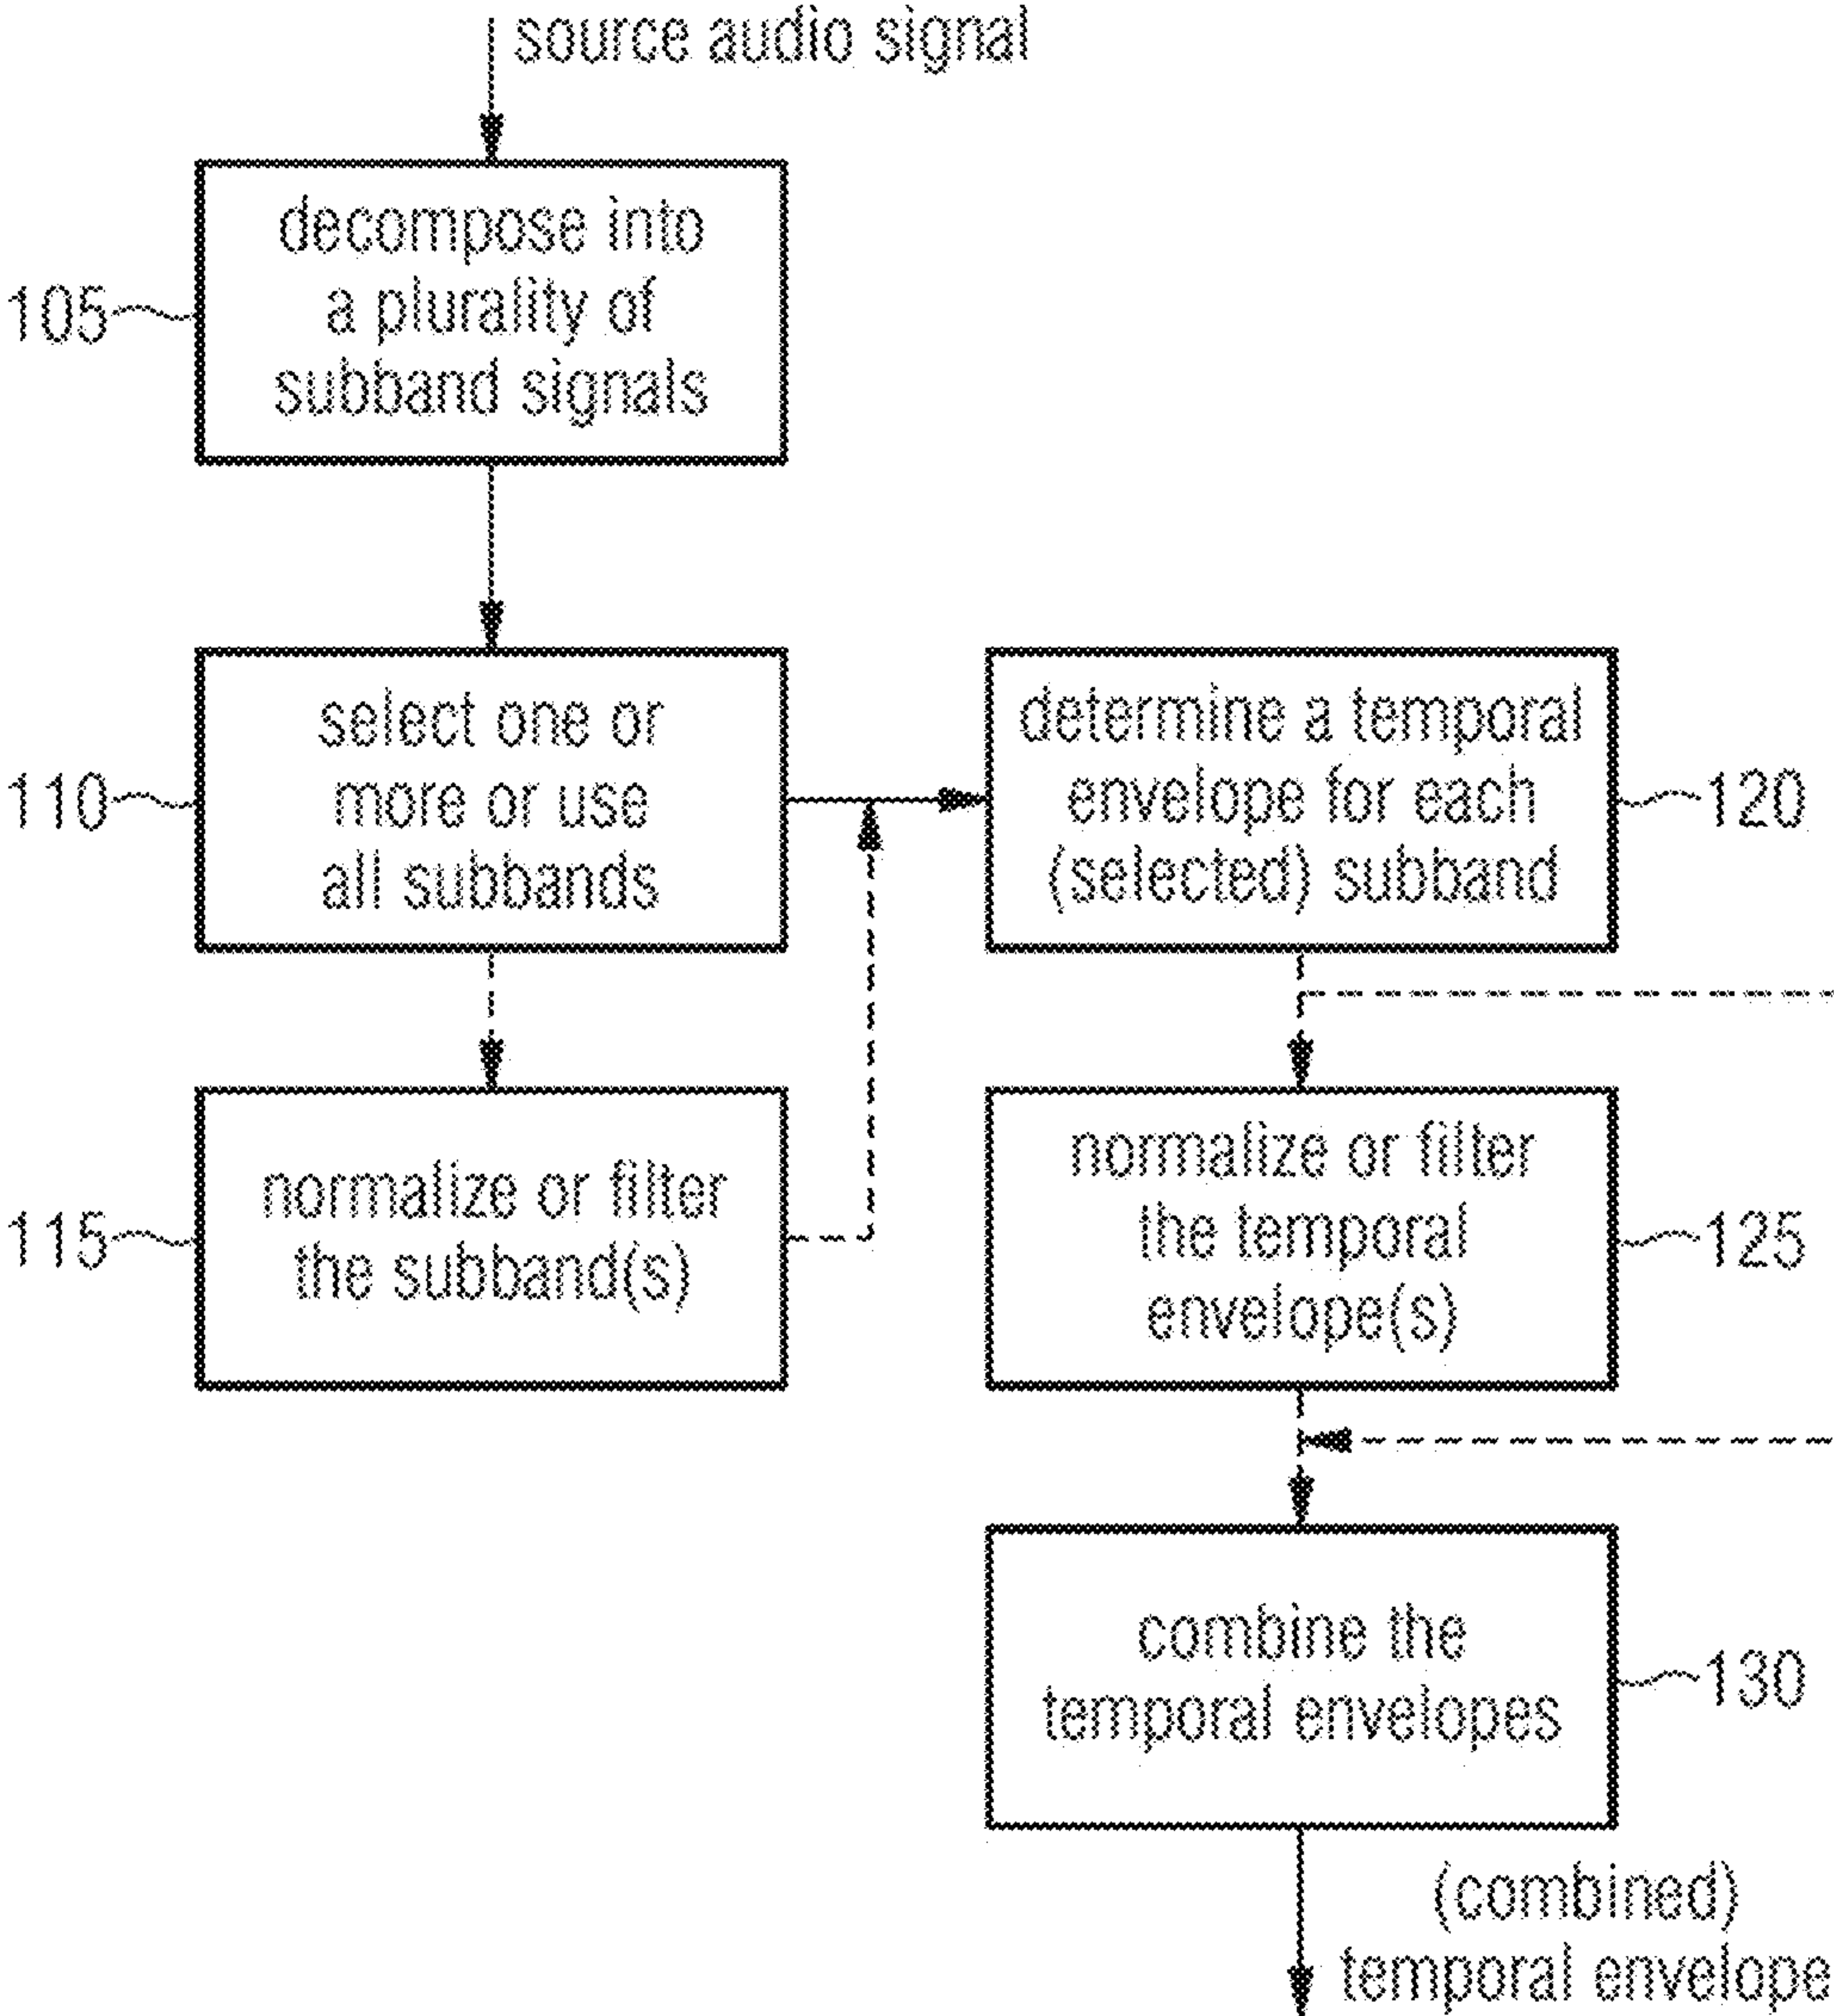 source audio signal
decompose into
a plurality of
subband signals
105
select one or
more or use
all subbands
110
normalize or filter
the subband(s)
115
determine a temporal
envelope for each
(selected) subband
120
normalize or filter
the temporal
envelope(s)
125
combine the
temporal envelopes
130
(combined)
temporal envelope